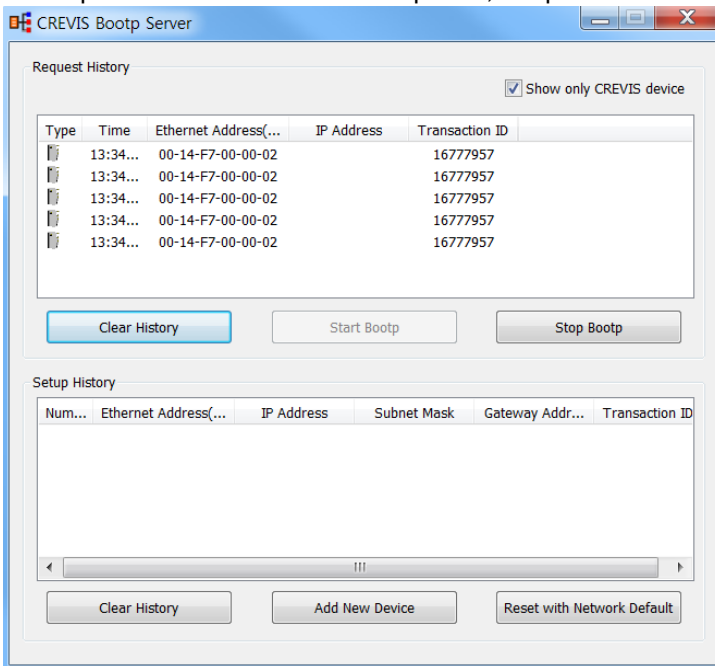 CREVIS Bootp Server
Request History
Show only CREVIS device
Type Time Ethernet Address(... IP Address Transaction ID
13:34... 00-14-F7-00-00-02 16777957
13:34... 00-14-F7-00-00-02 16777957
13:34... 00-14-F7-00-00-02 16777957
13:34... 00-14-F7-00-00-02 16777957
13:34... 00-14-F7-00-00-02 16777957
Clear History Start Bootp Stop Bootp
Setup History
Num... Ethernet Address(... IP Address Subnet Mask Gateway Addr... Transaction ID
Clear History Add New Device Reset with Network Default